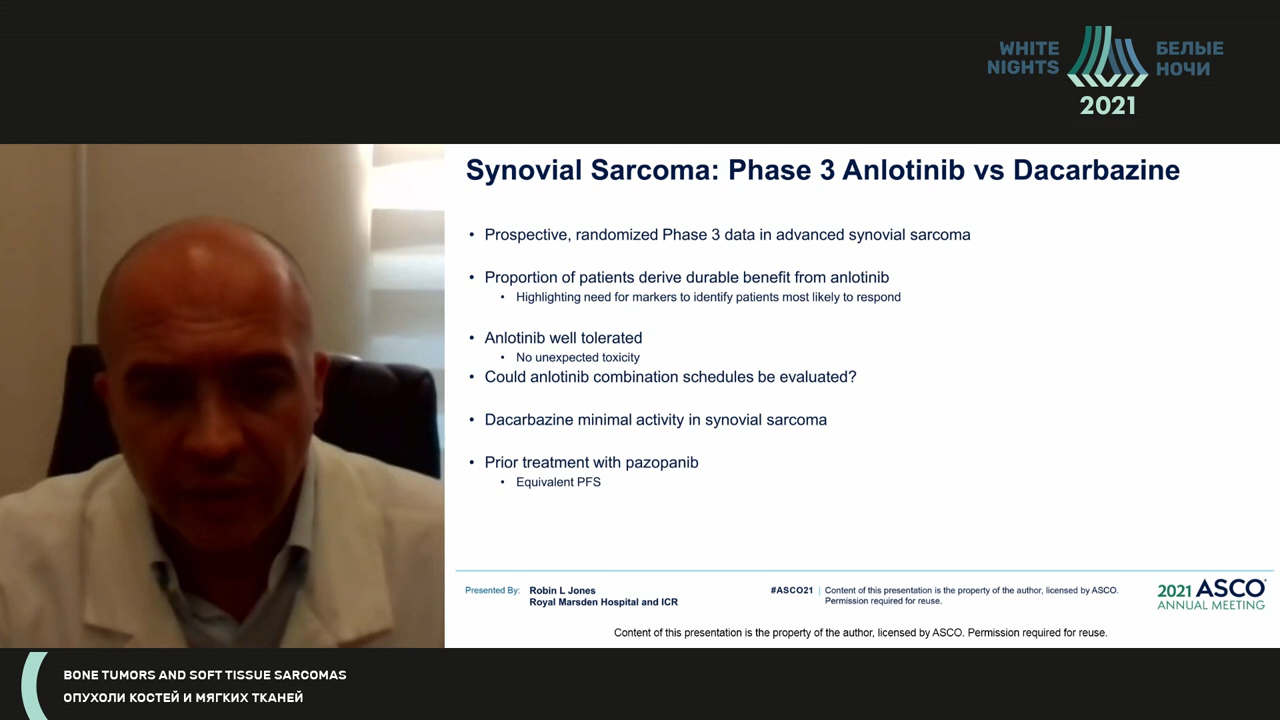 WHITE NIGHTS
БЕЛЫЕ НОЧИ
2021
Synovial Sarcoma: Phase 3 Anlotinib vs Dacarbazine
• Prospective, randomized Phase 3 data in advanced synovial sarcoma
• Proportion of patients derive durable benefit from anlotinib
• Highlighting need for markers to identify patients most likely to respond
• Anlotinib well tolerated
• No unexpected toxicity
• Could anlotinib combination schedules be evaluated?
• Dacarbazine minimal activity in synovial sarcoma
• Prior treatment with pazopanib
• Equivalent PFS
Presented By: Robin L Jones
Royal Marsden Hospital and ICR
#ASCO21 | Content of this presentation is the property of the author, licensed by ASCO.
Permission required for reuse.
2021 ASCO®
ANNUAL MEETING
Content of this presentation is the property of the author, licensed by ASCO. Permission required for reuse.
BONE TUMORS AND SOFT TISSUE SARCOMAS
ОПУХОЛИ КОСТЕЙ И МЯГКИХ ТКАНЕЙ